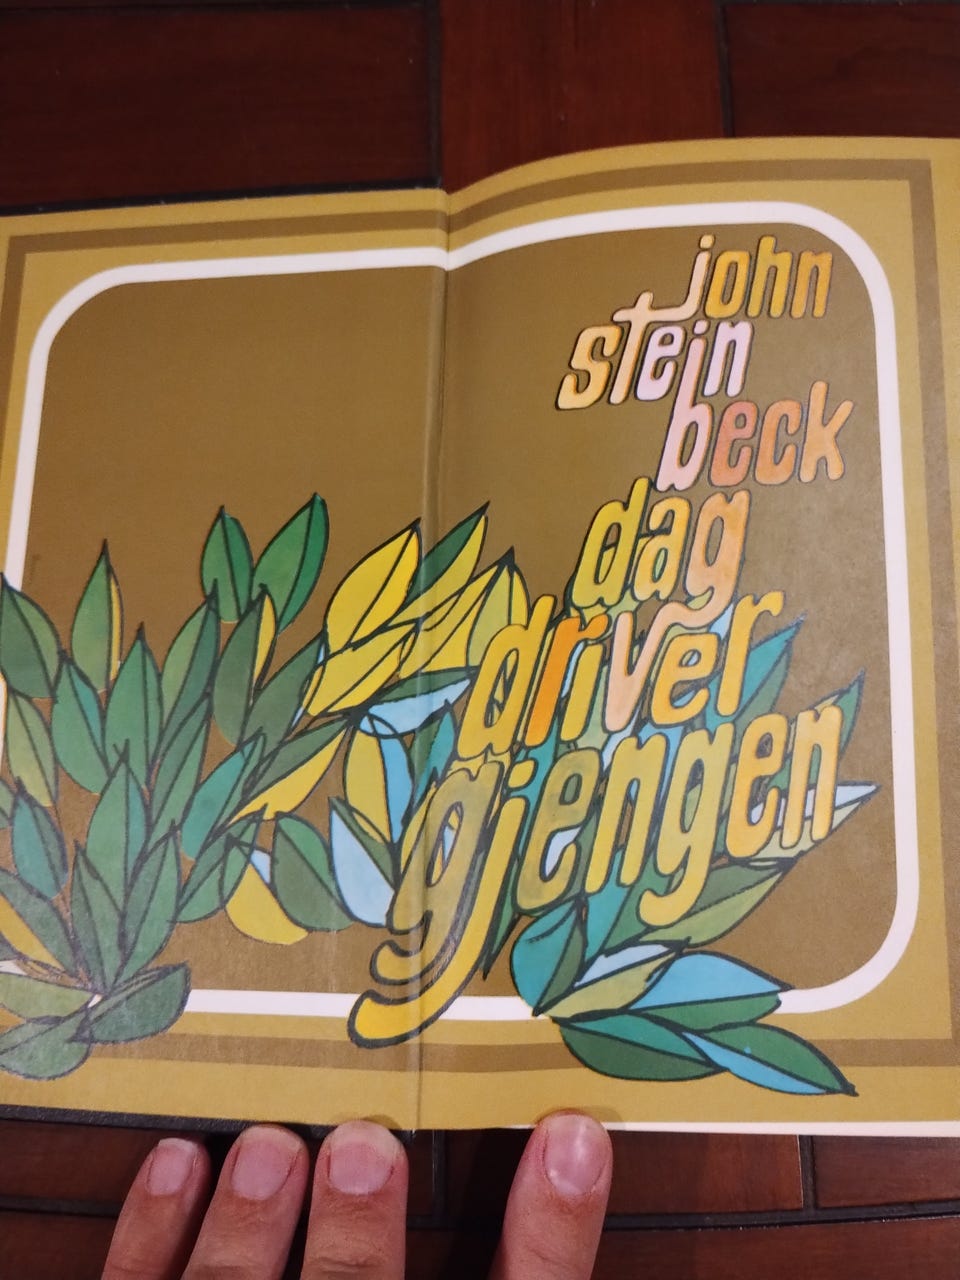 john
stein
beck
dag
driver
gjengen